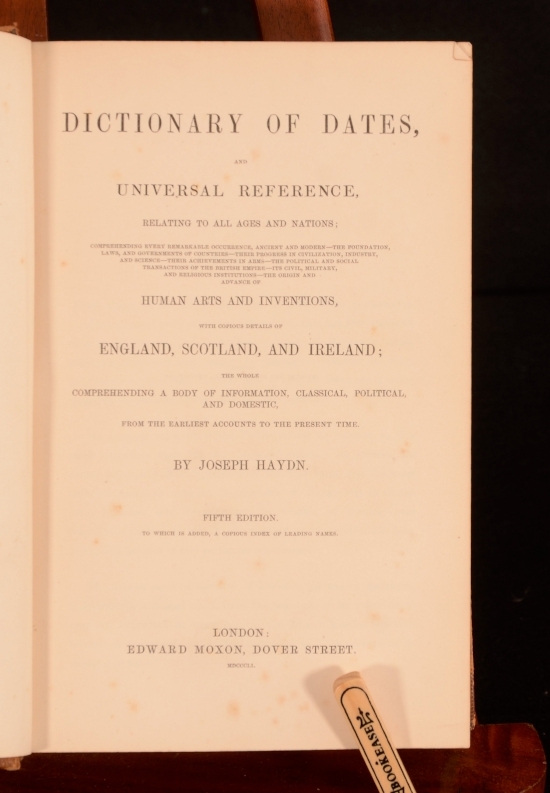 DICTIONARY OF DATES,
AND
UNIVERSAL REFERENCE,
RELATING TO ALL AGES AND NATIONS;
COMPREHENDING EVERY REMARKABLE OCCURRENCE, ANCIENT AND MODERN—THE FOUNDATION,
LAWS, AND GOVERNMENTS OF COUNTRIES—THEIR PROGRESS IN CIVILIZATION, INDUSTRY,
AND SCIENCE—THEIR ACHIEVEMENTS IN ARMS—THE POLITICAL AND SOCIAL
TRANSACTIONS OF THE BRITISH EMPIRE—ITS CIVIL, MILITARY,
AND RELIGIOUS INSTITUTIONS—THE ORIGIN AND
ADVANCE OF
HUMAN ARTS AND INVENTIONS,
WITH COPIOUS DETAILS OF
ENGLAND, SCOTLAND, AND IRELAND;
THE WHOLE
COMPREHENDING A BODY OF INFORMATION, CLASSICAL, POLITICAL,
AND DOMESTIC,
FROM THE EARLIEST ACCOUNTS TO THE PRESENT TIME.
BY JOSEPH HAYDN.
FIFTH EDITION.
TO WHICH IS ADDED, A COPIOUS INDEX OF LEADING NAMES.
LONDON:
EDWARD MOXON, DOVER STREET.
BOOKEASEL